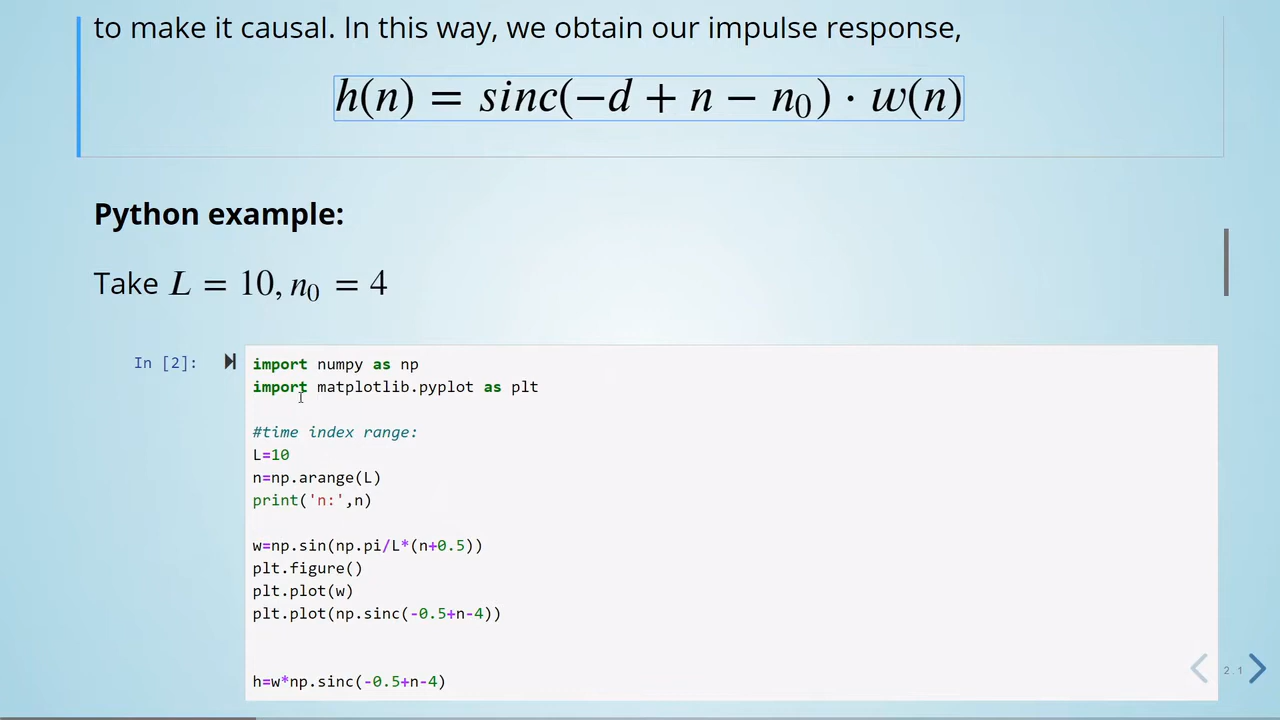 to make it causal. In this way, we obtain our impulse response,
h(n) = sinc(−d + n − n₀) · w(n)
Python example:
Take L = 10, n₀ = 4
In [2]:
import numpy as np
import matplotlib.pyplot as plt
#time index range:
L=10
n=np.arange(L)
print('n:',n)
w=np.sin(np.pi/L*(n+0.5))
plt.figure()
plt.plot(w)
plt.plot(np.sinc(-0.5+n-4))
h=w*np.sinc(-0.5+n-4)
2.1